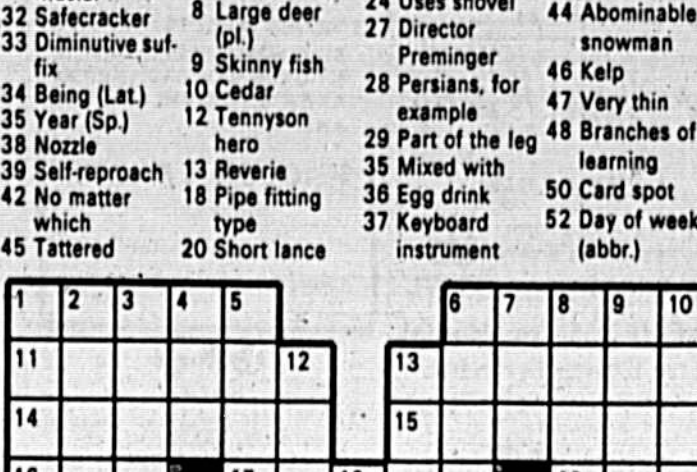 32 Safecracker
33 Diminutive suf-
fix
34 Being (Lat.)
35 Year (Sp.)
38 Nozzle
39 Self-reproach
42 No matter
which
45 Tattered
8 Large deer
(pl.)
9 Skinny fish
10 Cedar
12 Tennyson
hero
13 Reverie
18 Pipe fitting
type
20 Short lance
24 Uses shovel
27 Director
Preminger
28 Persians, for
example
29 Part of the leg
35 Mixed with
36 Egg drink
37 Keyboard
instrument
44 Abominable
snowman
46 Kelp
47 Very thin
48 Branches of
learning
50 Card spot
52 Day of week
(abbr.)
1 2 3 4 5 6 7 8 9 10
11 12 13
14 15